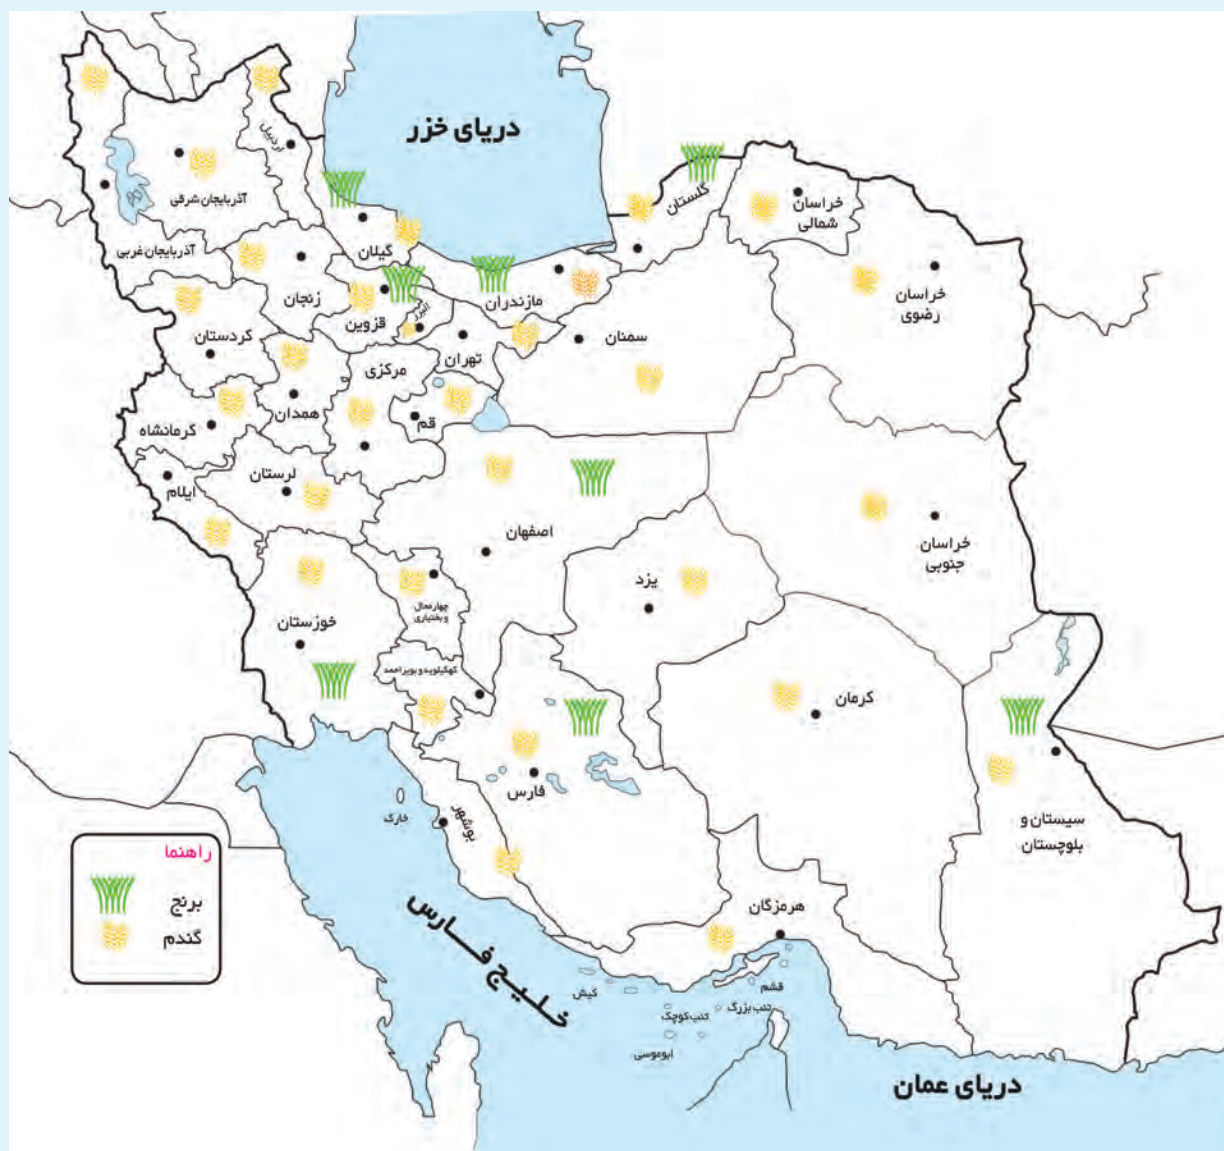 دریای خزر
اردبیل
آذربایجان شرقی
آذربایجان غربی
گیلان
گلستان
خراسان
شمالی
مازندران
زنجان
قزوین
البرز
خراسان
رضوی
کردستان
تهران
سمنان
مرکزی
همدان
قم
کرمانشاه
لرستان
ایلام
اصفهان
خراسان
جنوبی
یزد
چهارمحال
و بختیاری
خوزستان
کهکیلویه و بویراحمد
کرمان
فارس
سیستان و
بلوچستان
بوشهر
خارک
هرمزگان
خلیج فارس
قشم
کیش
تنب بزرگ
تنب کوچک
ابوموسی
دریای عمان
راهنما
برنج
گندم